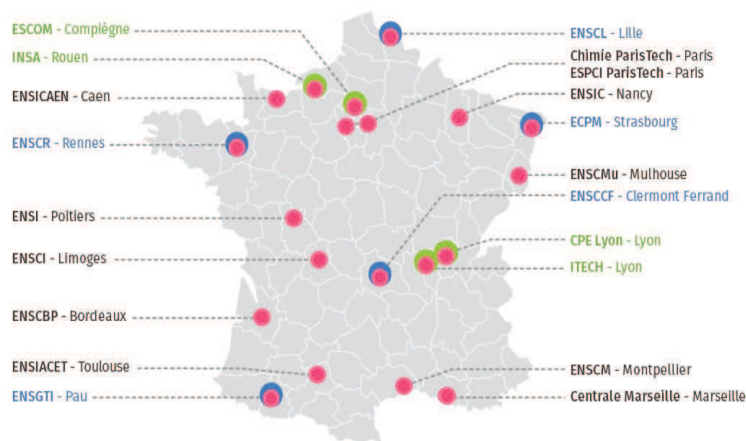 ESCOM - Complègne
INSA - Rouen
ENSICAEN - Caen
ENSCR - Rennes
ENSI - Poitiers
ENSCI - Limoges
ENSCBP - Bordeaux
ENSIACET - Toulouse
ENSGTI - Pau
ENSCL - Lille
Chimie ParisTech - Paris
ESPCI ParisTech - Paris
ENSIC - Nancy
ECPM - Strasbourg
ENSCMu - Mulhouse
ENSCCF - Clermont Ferrand
CPE Lyon - Lyon
ITECH - Lyon
ENSCM - Montpellier
Centrale Marseille - Marseille